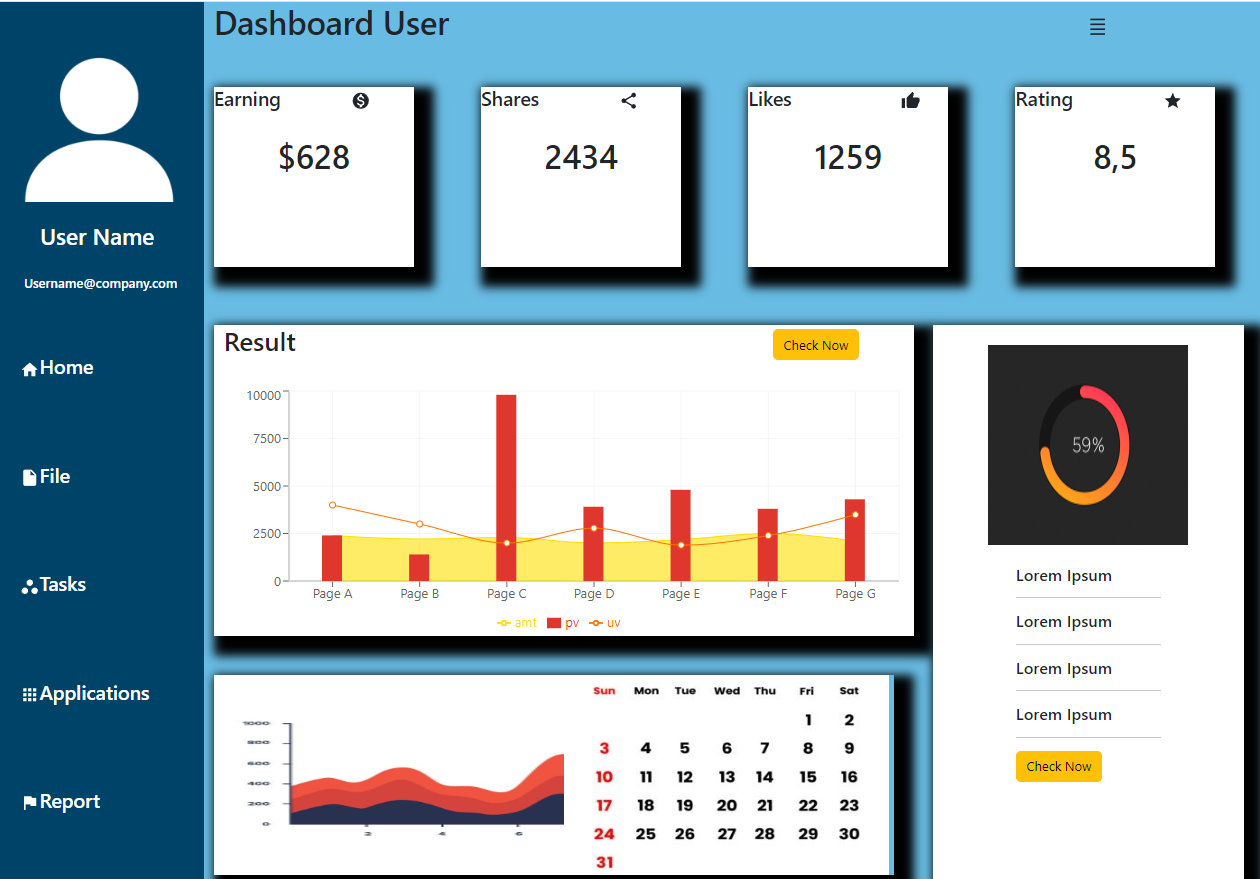 Dashboard User
User Name
Username@company.com
Home
File
Tasks
Applications
Report
Earning
$628
Shares
2434
Likes
1259
Rating
8,5
Result
Check Now
10000
7500
5000
2500
0
Page A Page B Page C Page D Page E Page F Page G
amt pv uv
59%
Lorem Ipsum
Lorem Ipsum
Lorem Ipsum
Lorem Ipsum
Check Now
1000
800
600
400
200
0
2 4 6
Sun Mon Tue Wed Thu Fri Sat
1 2
3 4 5 6 7 8 9
10 11 12 13 14 15 16
17 18 19 20 21 22 23
24 25 26 27 28 29 30
31